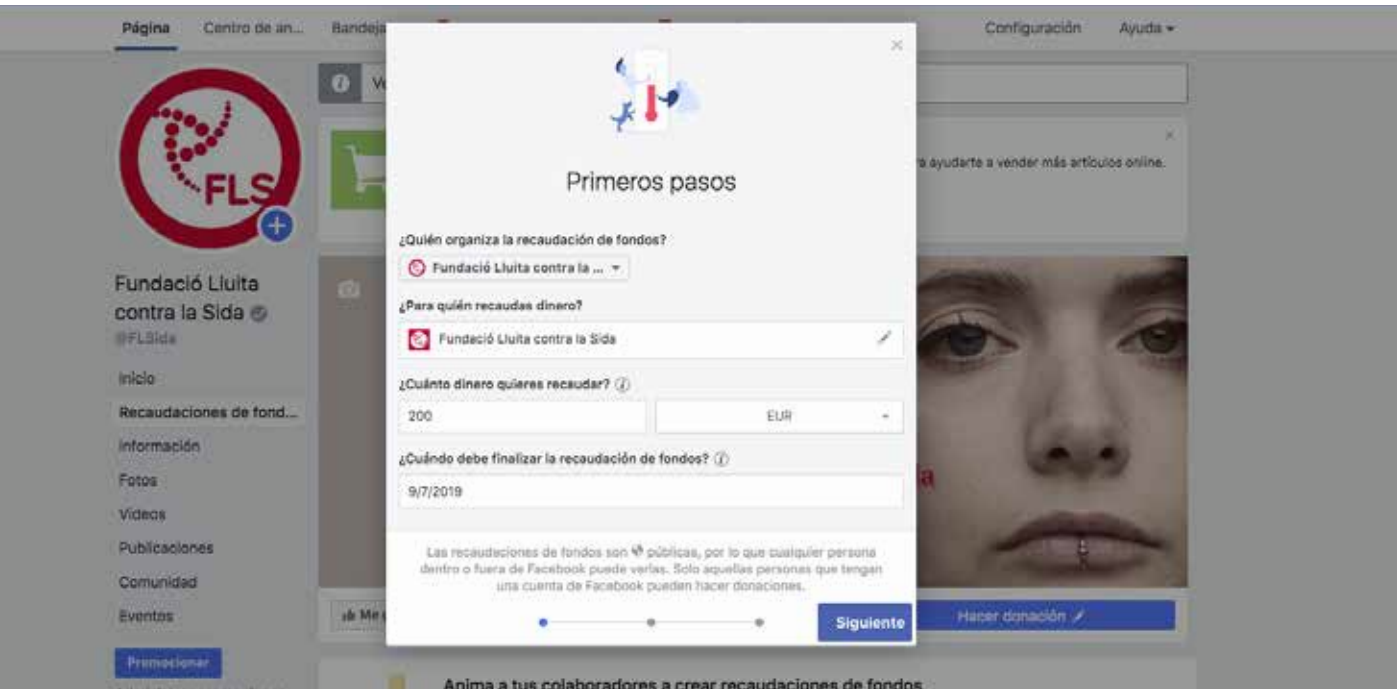 Página
Centro de an...
Bandeja
Configuración
Ayuda
FLS
Fundació Lluita
contra la Sida
@FLSida
Inicio
Recaudaciones de fond...
Información
Fotos
Vídeos
Publicaciones
Comunidad
Eventos
Promocionar
ayudarte a vender más artículos online.
Primeros pasos
¿Quién organiza la recaudación de fondos?
Fundació Lluita contra la ...
¿Para quién recaudas dinero?
Fundació Lluita contra la Sida
¿Cuánto dinero quieres recaudar?
200
EUR
¿Cuándo debe finalizar la recaudación de fondos?
9/7/2019
Las recaudaciones de fondos son públicas, por lo que cualquier persona
dentro o fuera de Facebook puede verlas. Solo aquellas personas que tengan
una cuenta de Facebook pueden hacer donaciones.
Siguiente
Me g
Hacer donación
Anima a tus colaboradores a crear recaudaciones de fondos